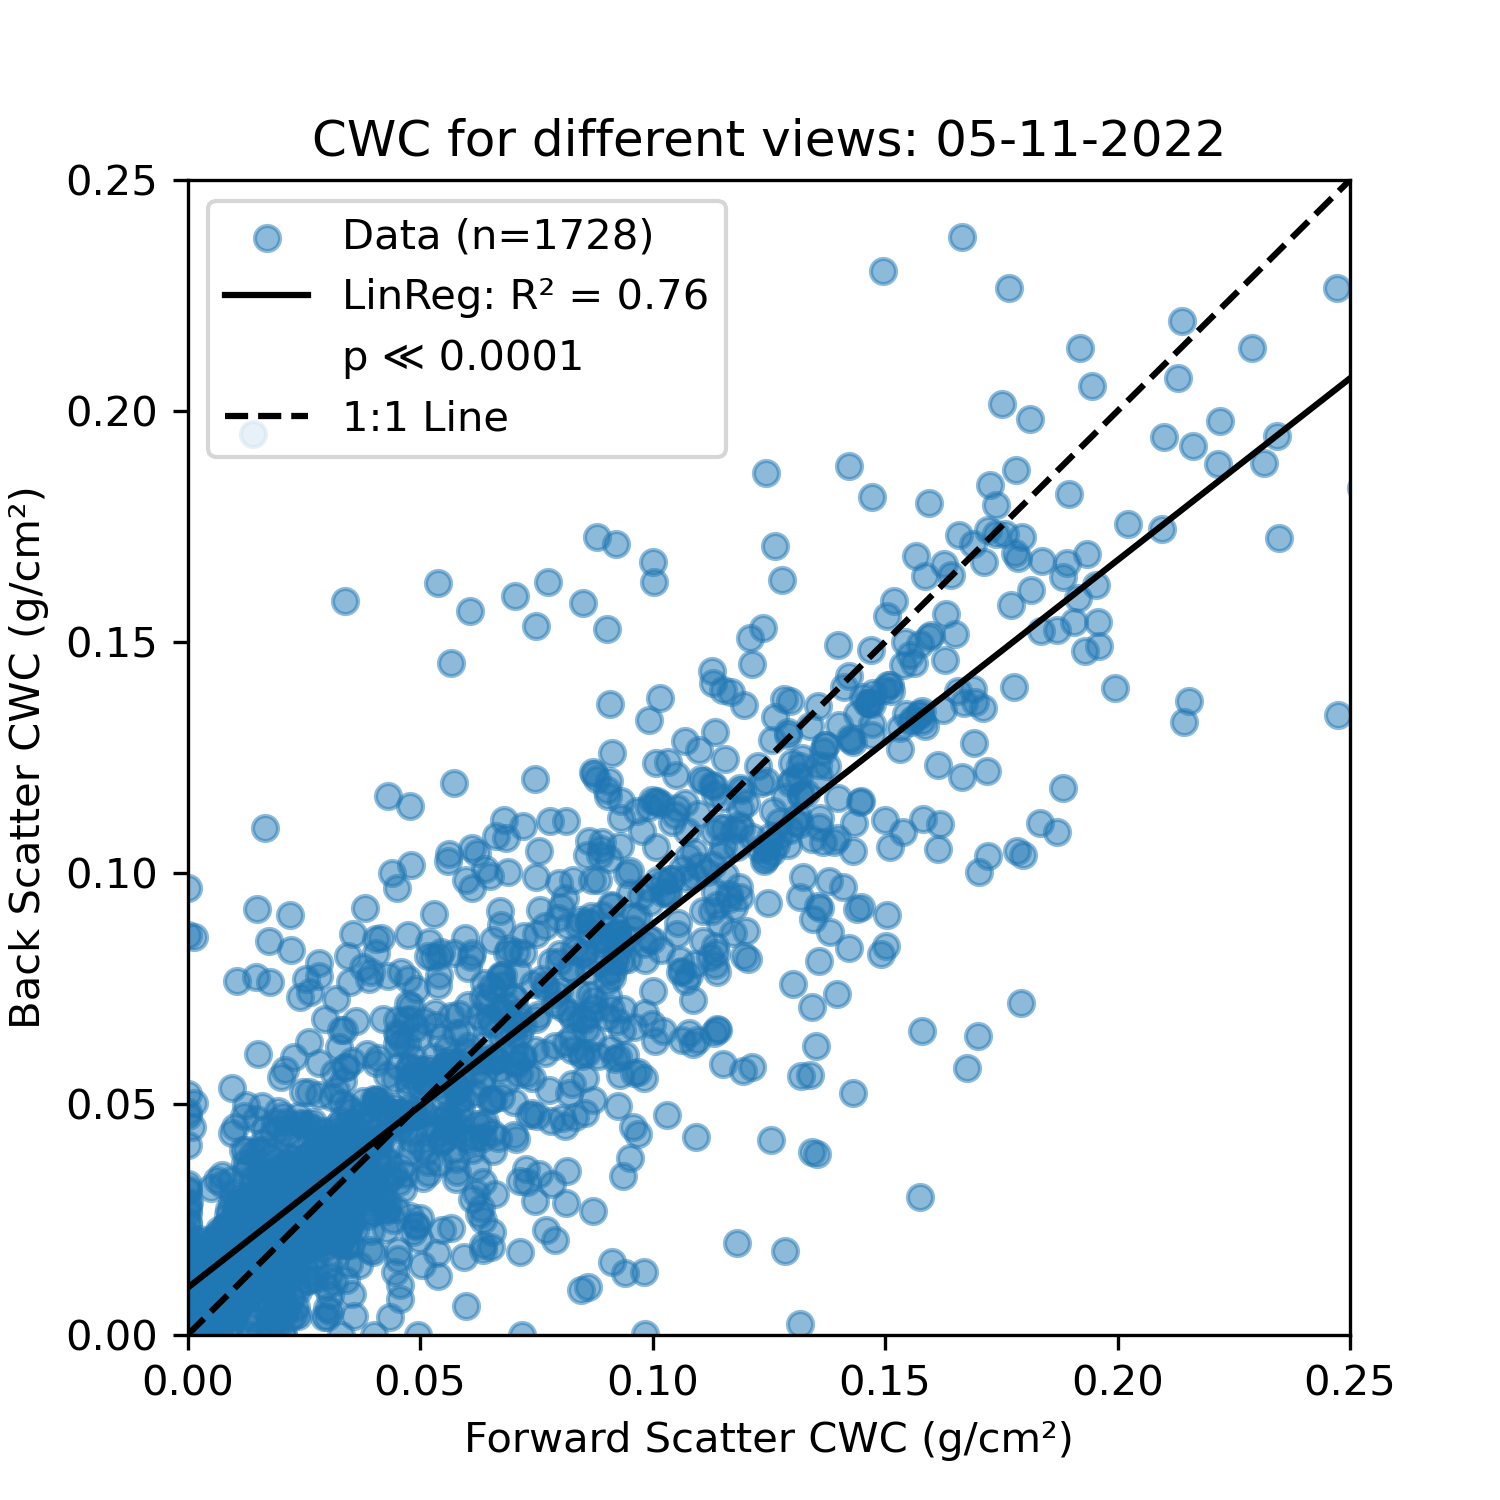 CWC for different views: 05-11-2022
0.25
0.20
0.15
0.10
0.05
0.00
Back Scatter CWC (g/cm²)
Data (n=1728)
LinReg: R² = 0.76
p ≪ 0.0001
1:1 Line
0.00 0.05 0.10 0.15 0.20 0.25
Forward Scatter CWC (g/cm²)